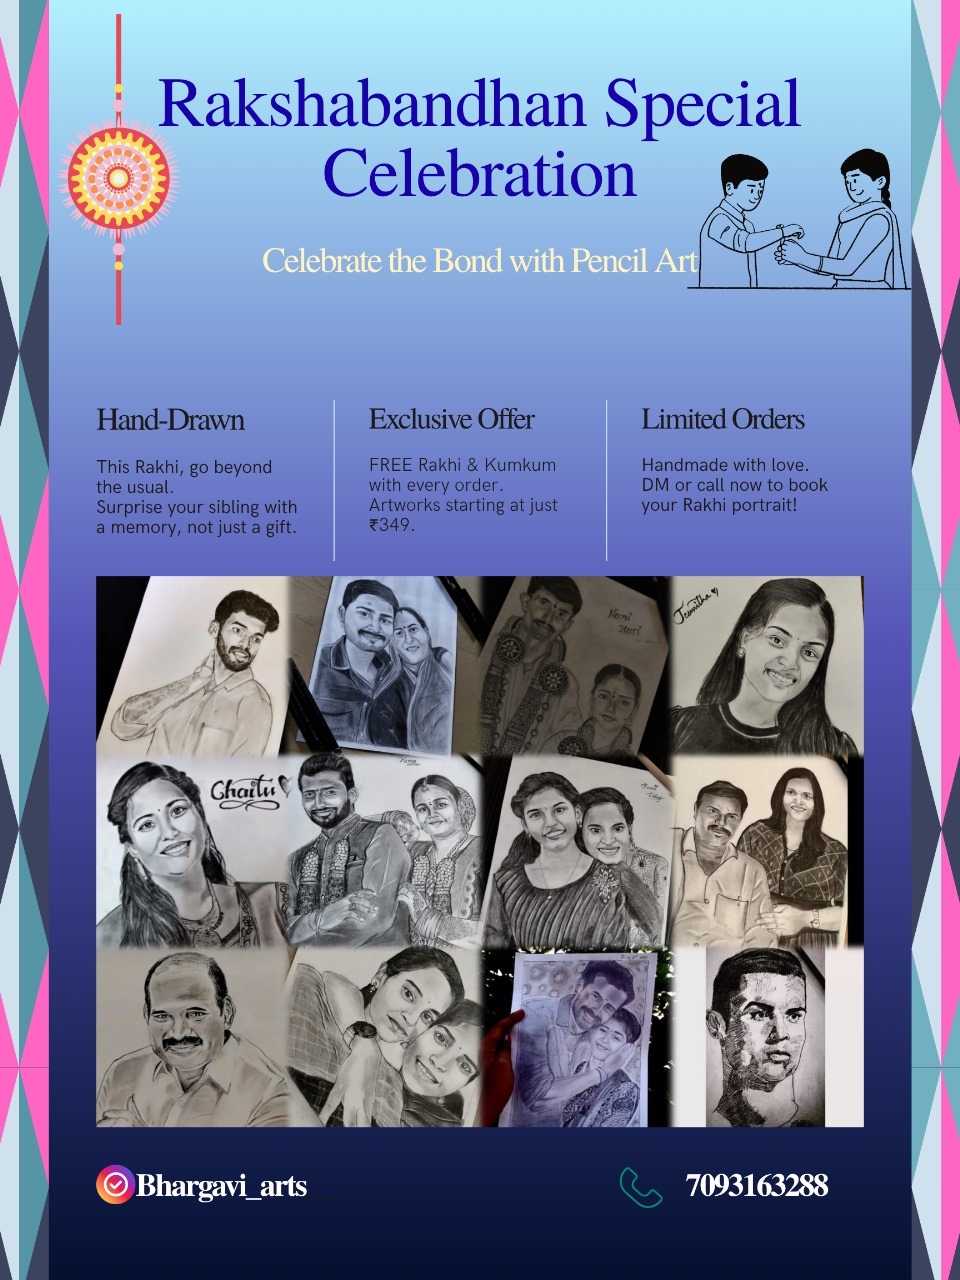 Rakshabandhan Special
Celebration
Celebrate the Bond with Pencil Art
Hand-Drawn
This Rakhi, go beyond
the usual.
Surprise your sibling with
a memory, not just a gift.
Exclusive Offer
FREE Rakhi & Kumkum
with every order.
Artworks starting at just
₹349.
Limited Orders
Handmade with love.
DM or call now to book
your Rakhi portrait!
Hani
Hari
Chaitu
Bhargavi_arts
7093163288